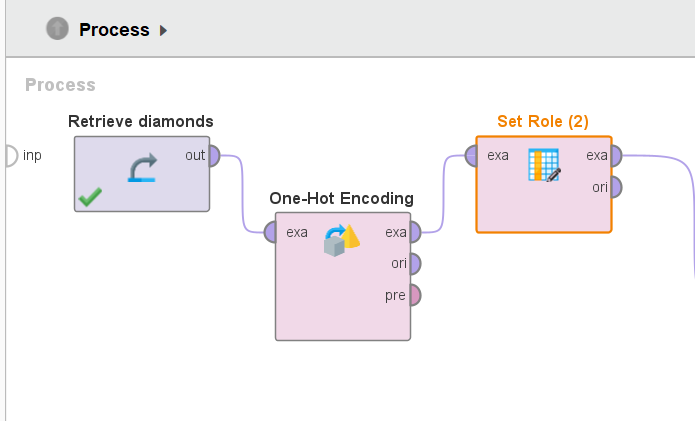 Process
Process
Retrieve diamonds
Set Role (2)
inp
out
exa
exa
ori
One-Hot Encoding
exa
exa
ori
pre